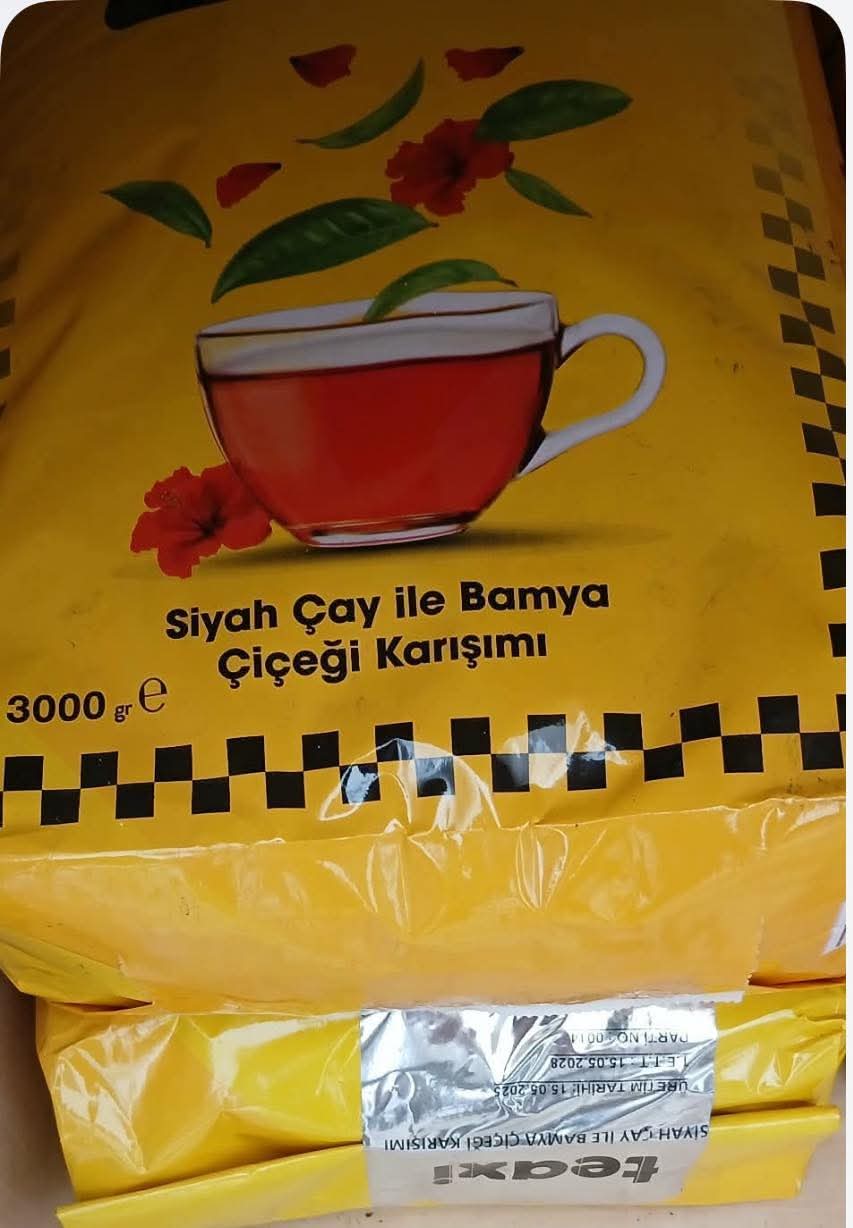 Siyah Çay ile Bamya
Çiçeği Karışımı
3000 gr e
teaxi
SİYAH ÇAY İLE BAMYA ÇİÇEĞİ KARIŞIMI
ÜRETİM TARİHİ: 15.05.2025
T.E.T.T.: 15.05.2028
PARTİ NO: 0011